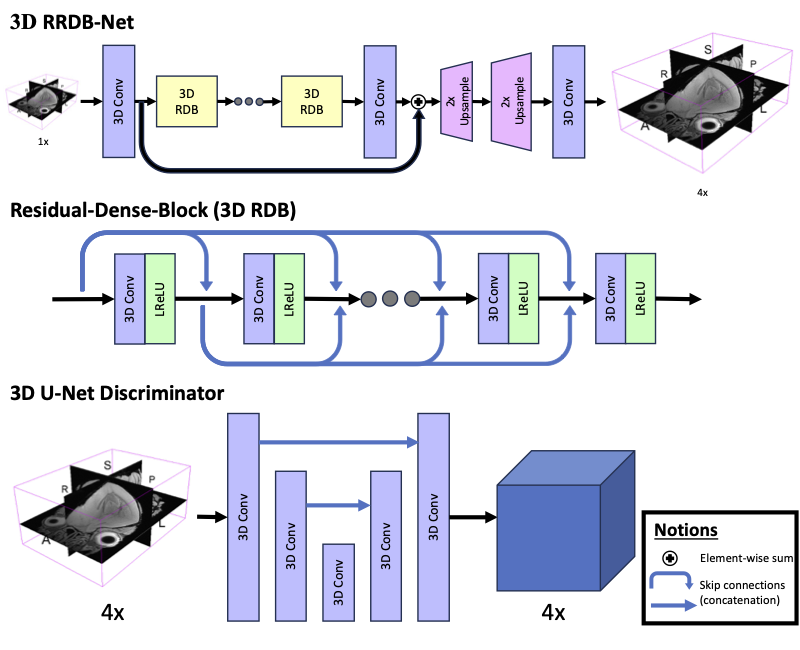 3D RRDB-Net
3D Conv
3D
RDB
3D
RDB
3D Conv
2x
Upsample
2x
Upsample
3D Conv
S
R
P
A
L
1x
4x
Residual-Dense-Block (3D RDB)
3D Conv
LReLU
3D Conv
LReLU
3D Conv
LReLU
3D Conv
LReLU
3D U-Net Discriminator
S
R
P
A
L
3D Conv
3D Conv
3D Conv
3D Conv
3D Conv
4x
4x
Notions
Element-wise sum
Skip connections
(concatenation)